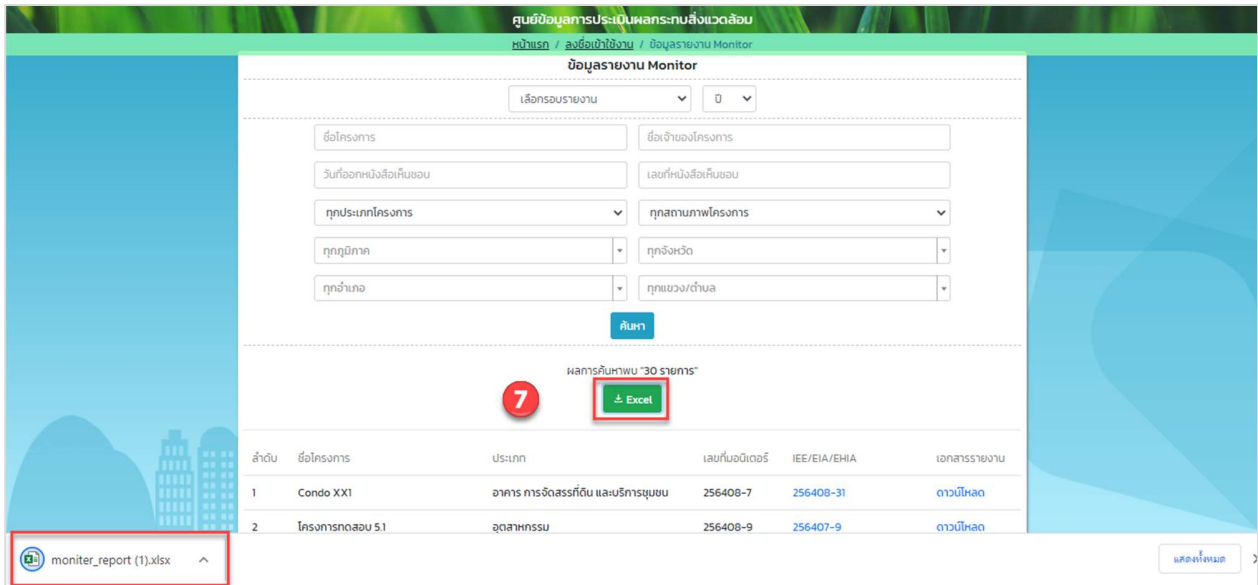 ศูนย์ข้อมูลการประเมินผลกระทบสิ่งแวดล้อม
หน้าแรก / ลงชื่อเข้าใช้งาน / ข้อมูลรายงาน Monitor
ข้อมูลรายงาน Monitor
เลือกรอบรายงาน ปี
ชื่อโครงการ ชื่อเจ้าของโครงการ
วันที่ออกหนังสือเห็นชอบ เลขที่หนังสือเห็นชอบ
ทุกประเภทโครงการ ทุกสถานภาพโครงการ
ทุกภูมิภาค ทุกจังหวัด
ทุกอำเภอ ทุกแขวง/ตำบล
ค้นหา
ผลการค้นหาพบ "30 รายการ"
7 Excel
ลำดับ ชื่อโครงการ ประเภท เลขที่มอนิเตอร์ IEE/EIA/EHIA เอกสารรายงาน
1 Condo XX1 อาคาร การจัดสรรที่ดิน และบริการชุมชน 256408-7 256408-31 ดาวน์โหลด
2 โครงการทดสอบ 5.1 อุตสาหกรรม 256408-9 256407-9 ดาวน์โหลด
moniter_report (1).xlsx แสดงทั้งหมด